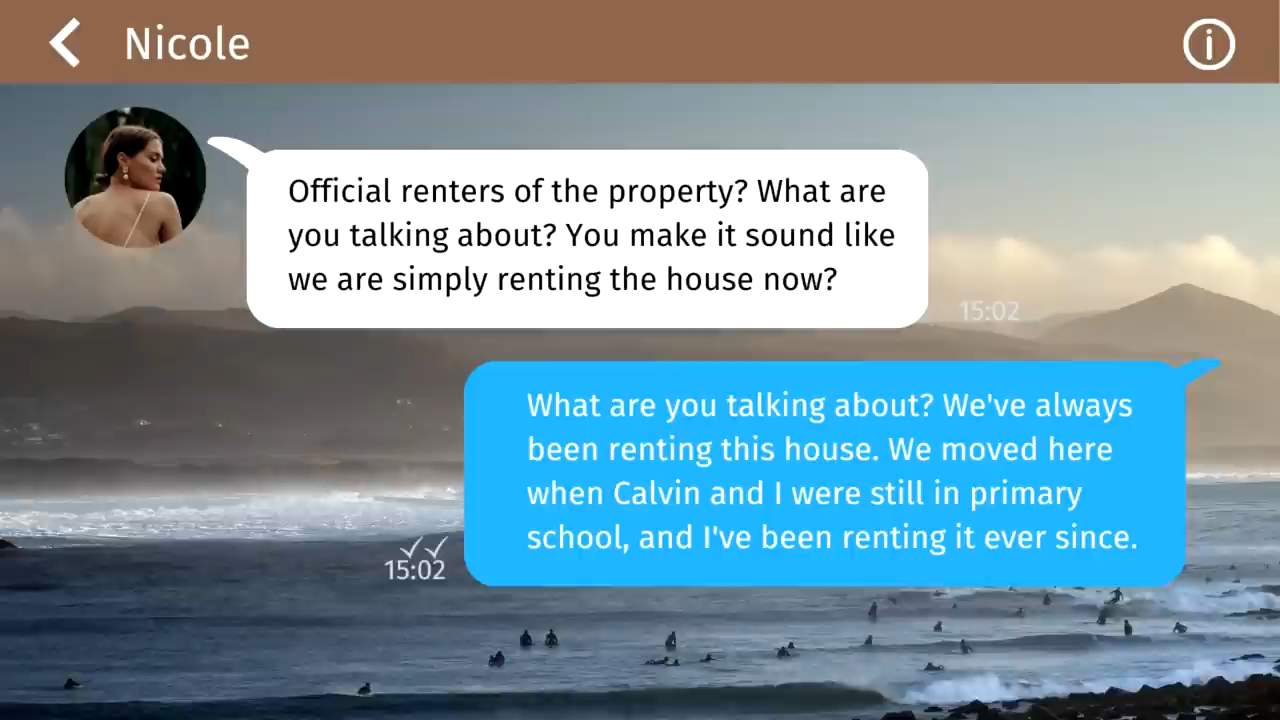 Nicole
Official renters of the property? What are
you talking about? You make it sound like
we are simply renting the house now?
15:02
What are you talking about? We've always
been renting this house. We moved here
when Calvin and I were still in primary
school, and I've been renting it ever since.
15:02